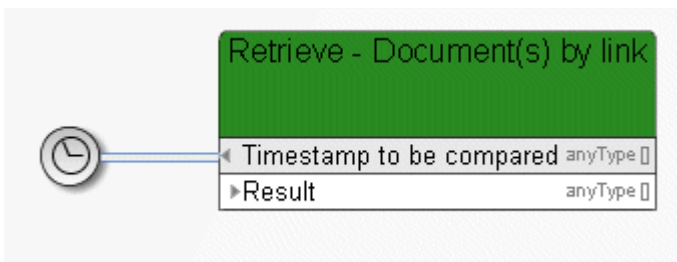 Retrieve - Document(s) by link
Timestamp to be compared anyType []
Result anyType []